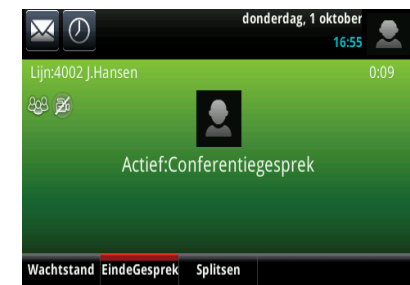 donderdag, 1 oktober
16:55
Lijn:4002 J.Hansen 0:09
Actief:Conferentiegesprek
Wachtstand EindeGesprek Splitsen